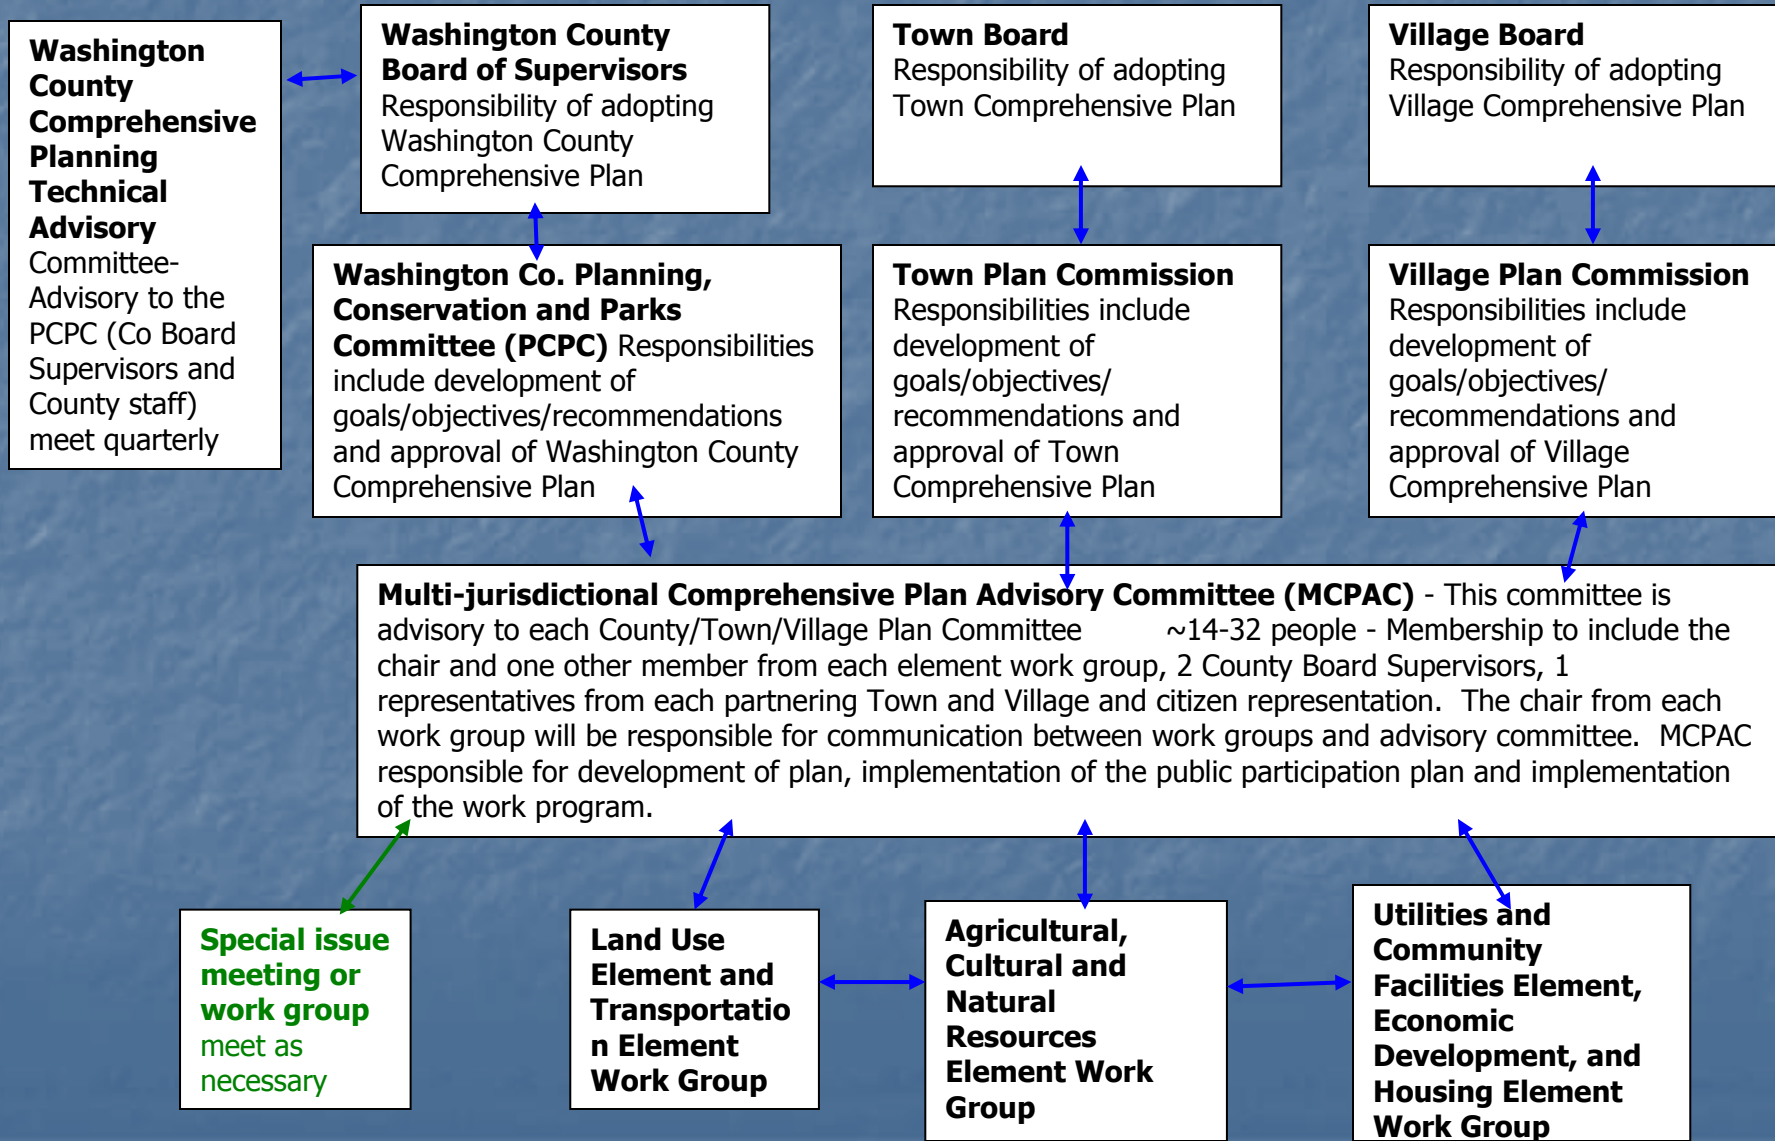 Washington
County
Comprehensive
Planning
Technical
Advisory
Committee-
Advisory to the
PCPC (Co Board
Supervisors and
County staff)
meet quarterly
Washington County
Board of Supervisors
Responsibility of adopting
Washington County
Comprehensive Plan
Town Board
Responsibility of adopting
Town Comprehensive Plan
Village Board
Responsibility of adopting
Village Comprehensive Plan
Washington Co. Planning,
Conservation and Parks
Committee (PCPC) Responsibilities
include development of
goals/objectives/recommendations
and approval of Washington County
Comprehensive Plan
Town Plan Commission
Responsibilities include
development of
goals/objectives/
recommendations and
approval of Town
Comprehensive Plan
Village Plan Commission
Responsibilities include
development of
goals/objectives/
recommendations and
approval of Village
Comprehensive Plan
Multi-jurisdictional Comprehensive Plan Advisory Committee (MCPAC) - This committee is
advisory to each County/Town/Village Plan Committee ~14-32 people - Membership to include the
chair and one other member from each element work group, 2 County Board Supervisors, 1
representatives from each partnering Town and Village and citizen representation. The chair from each
work group will be responsible for communication between work groups and advisory committee. MCPAC
responsible for development of plan, implementation of the public participation plan and implementation
of the work program.
Special issue
meeting or
work group
meet as
necessary
Land Use
Element and
Transportatio
n Element
Work Group
Agricultural,
Cultural and
Natural
Resources
Element Work
Group
Utilities and
Community
Facilities Element,
Economic
Development, and
Housing Element
Work Group